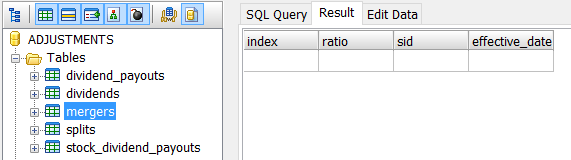 ADJUSTMENTS
Tables
dividend_payouts
dividends
mergers
splits
stock_dividend_payouts
SQL Query Result Edit Data
index ratio sid effective_date